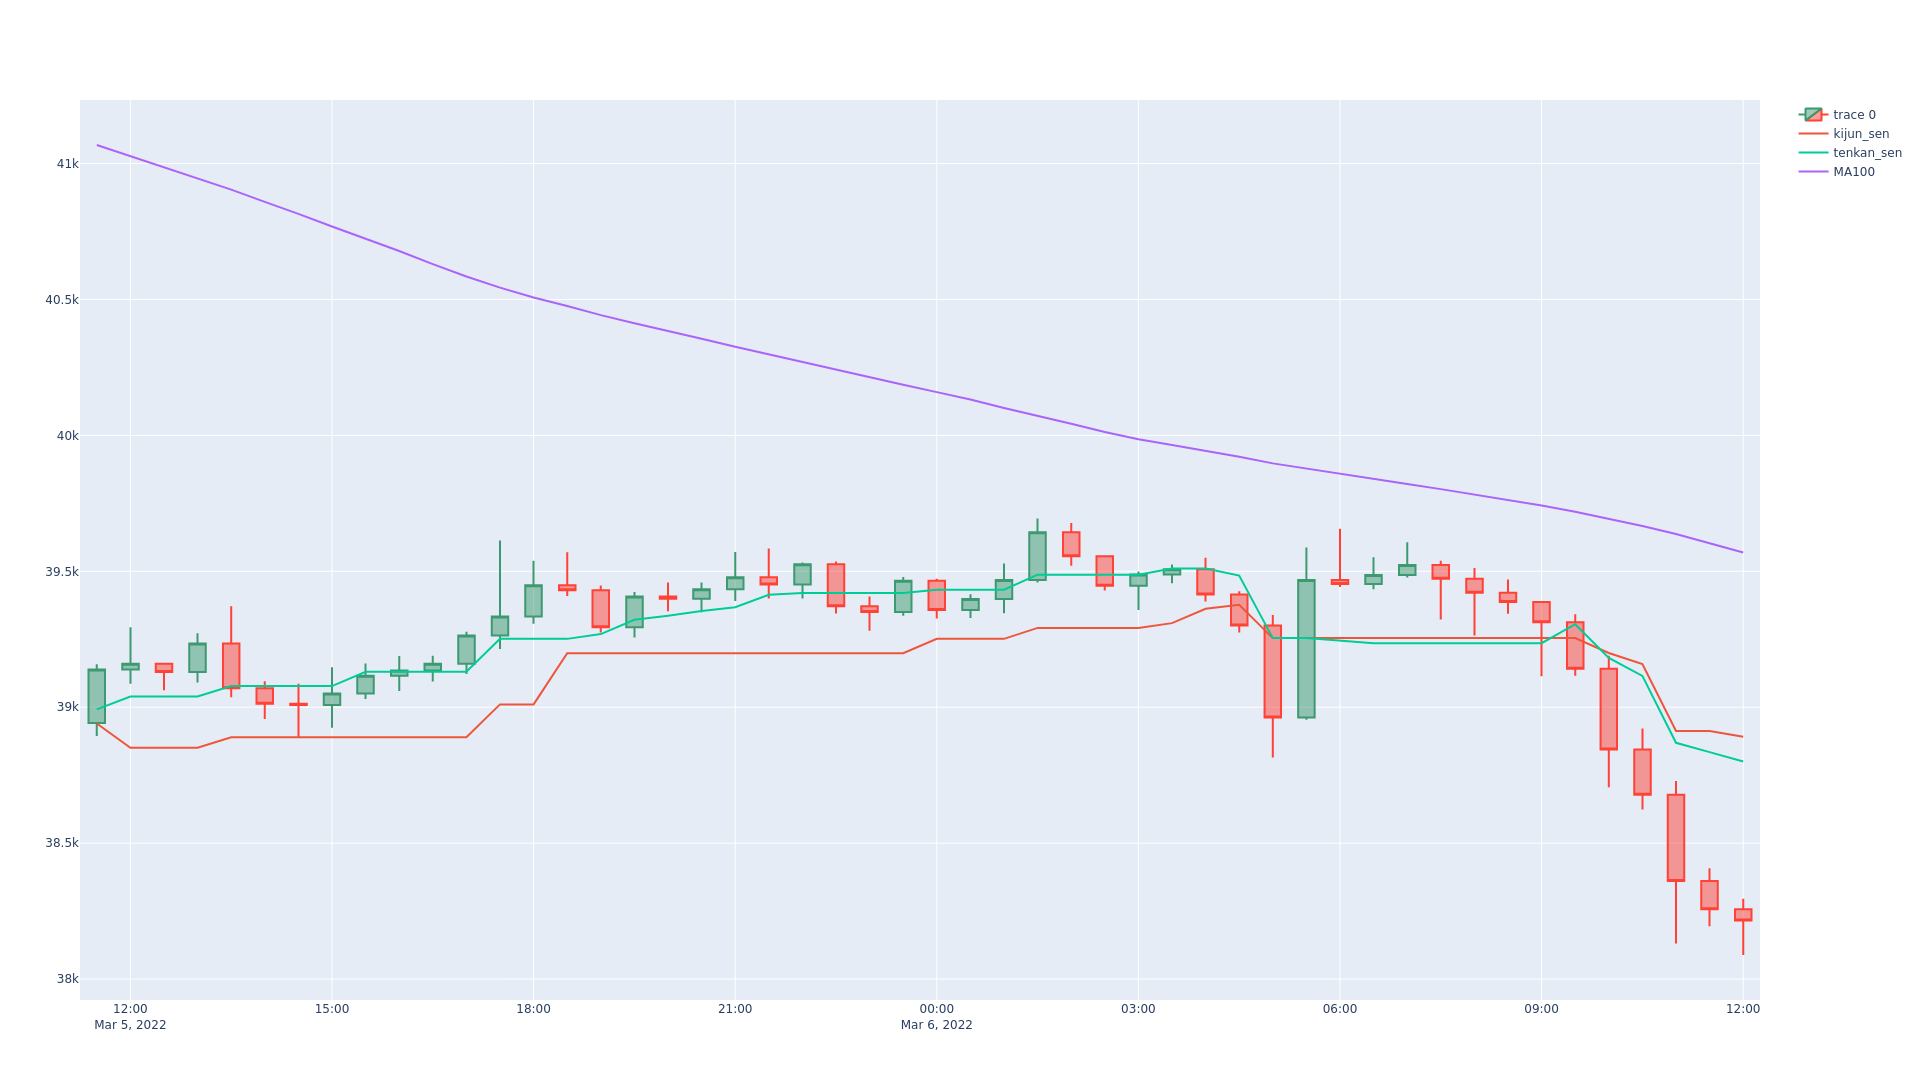 trace 0
kijun_sen
tenkan_sen
MA100
41k
40.5k
40k
39.5k
39k
38.5k
38k
12:00 15:00 18:00 21:00 00:00 03:00 06:00 09:00 12:00
Mar 5, 2022 Mar 6, 2022